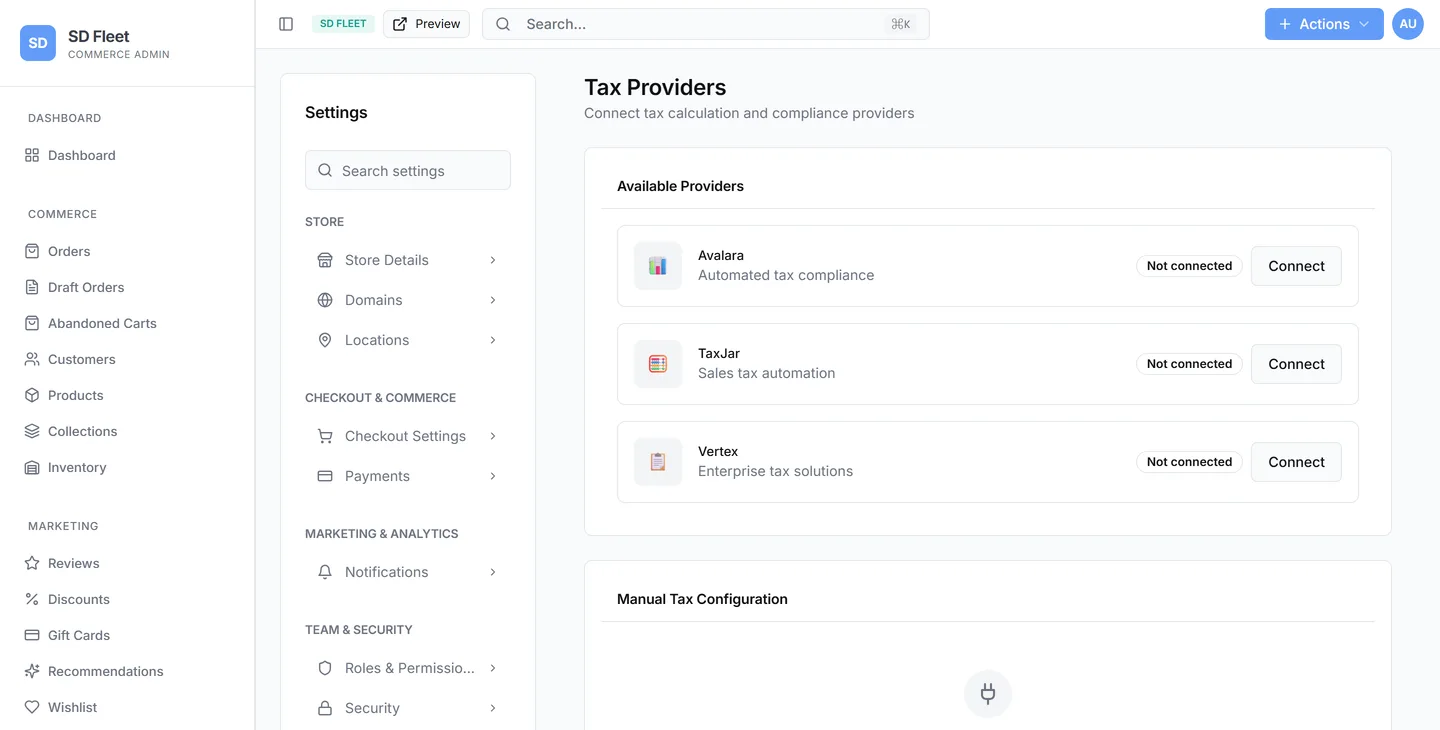 SD
SD Fleet
COMMERCE ADMIN
SD FLEET
Preview
Search...
⌘K
Actions
AU
DASHBOARD
Dashboard
COMMERCE
Orders
Draft Orders
Abandoned Carts
Customers
Products
Collections
Inventory
MARKETING
Reviews
Discounts
Gift Cards
Recommendations
Wishlist
Settings
Search settings
STORE
Store Details
Domains
Locations
CHECKOUT & COMMERCE
Checkout Settings
Payments
MARKETING & ANALYTICS
Notifications
TEAM & SECURITY
Roles & Permissio...
Security
Tax Providers
Connect tax calculation and compliance providers
Available Providers
Avalara
Automated tax compliance
Not connected
Connect
TaxJar
Sales tax automation
Not connected
Connect
Vertex
Enterprise tax solutions
Not connected
Connect
Manual Tax Configuration